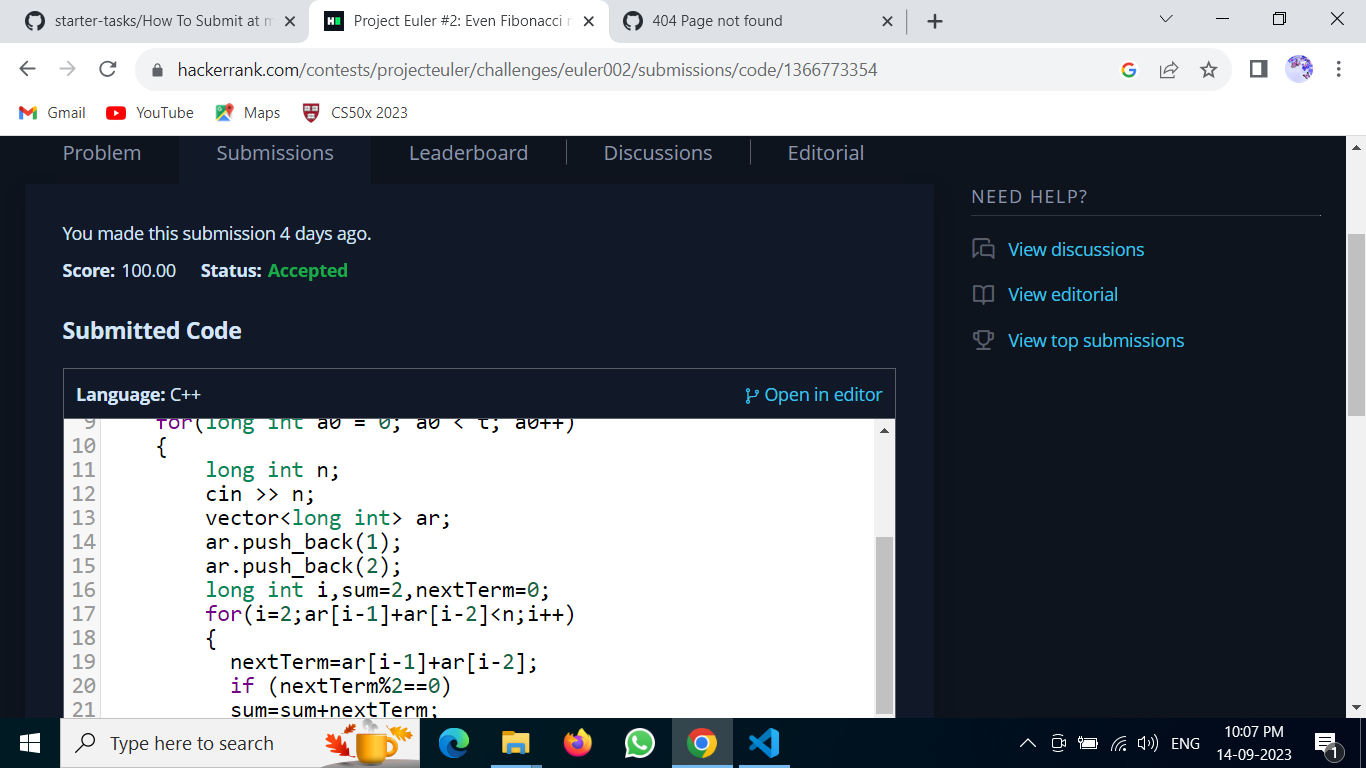 starter-tasks/How To Submit at m
Project Euler #2: Even Fibonacci n
404 Page not found
hackerrank.com/contests/projecteuler/challenges/euler002/submissions/code/1366773354
Gmail
YouTube
Maps
CS50x 2023
Problem
Submissions
Leaderboard
Discussions
Editorial
You made this submission 4 days ago.
Score: 100.00 Status: Accepted
Submitted Code
Language: C++
Open in editor
9 for(long int a0 = 0; a0 < t; a0++)
10 {
11 long int n;
12 cin >> n;
13 vector<long int> ar;
14 ar.push_back(1);
15 ar.push_back(2);
16 long int i,sum=2,nextTerm=0;
17 for(i=2;ar[i-1]+ar[i-2]<n;i++)
18 {
19 nextTerm=ar[i-1]+ar[i-2];
20 if (nextTerm%2==0)
21 sum=sum+nextTerm;
NEED HELP?
View discussions
View editorial
View top submissions
Type here to search
ENG
10:07 PM
14-09-2023
1